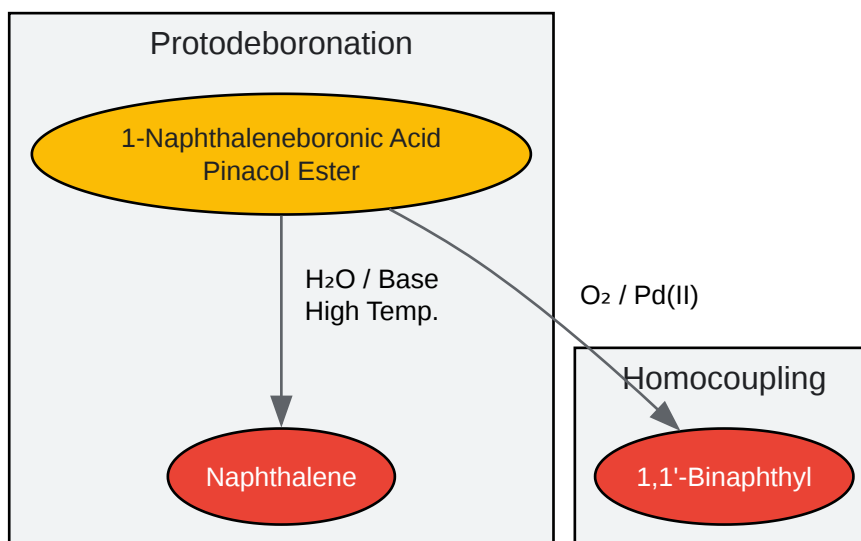 Protodeboronation
1-Naphthaleneboronic Acid
Pinacol Ester
H₂O / Base
High Temp.
O₂ / Pd(II)
Homocoupling
Naphthalene
1,1'-Binaphthyl